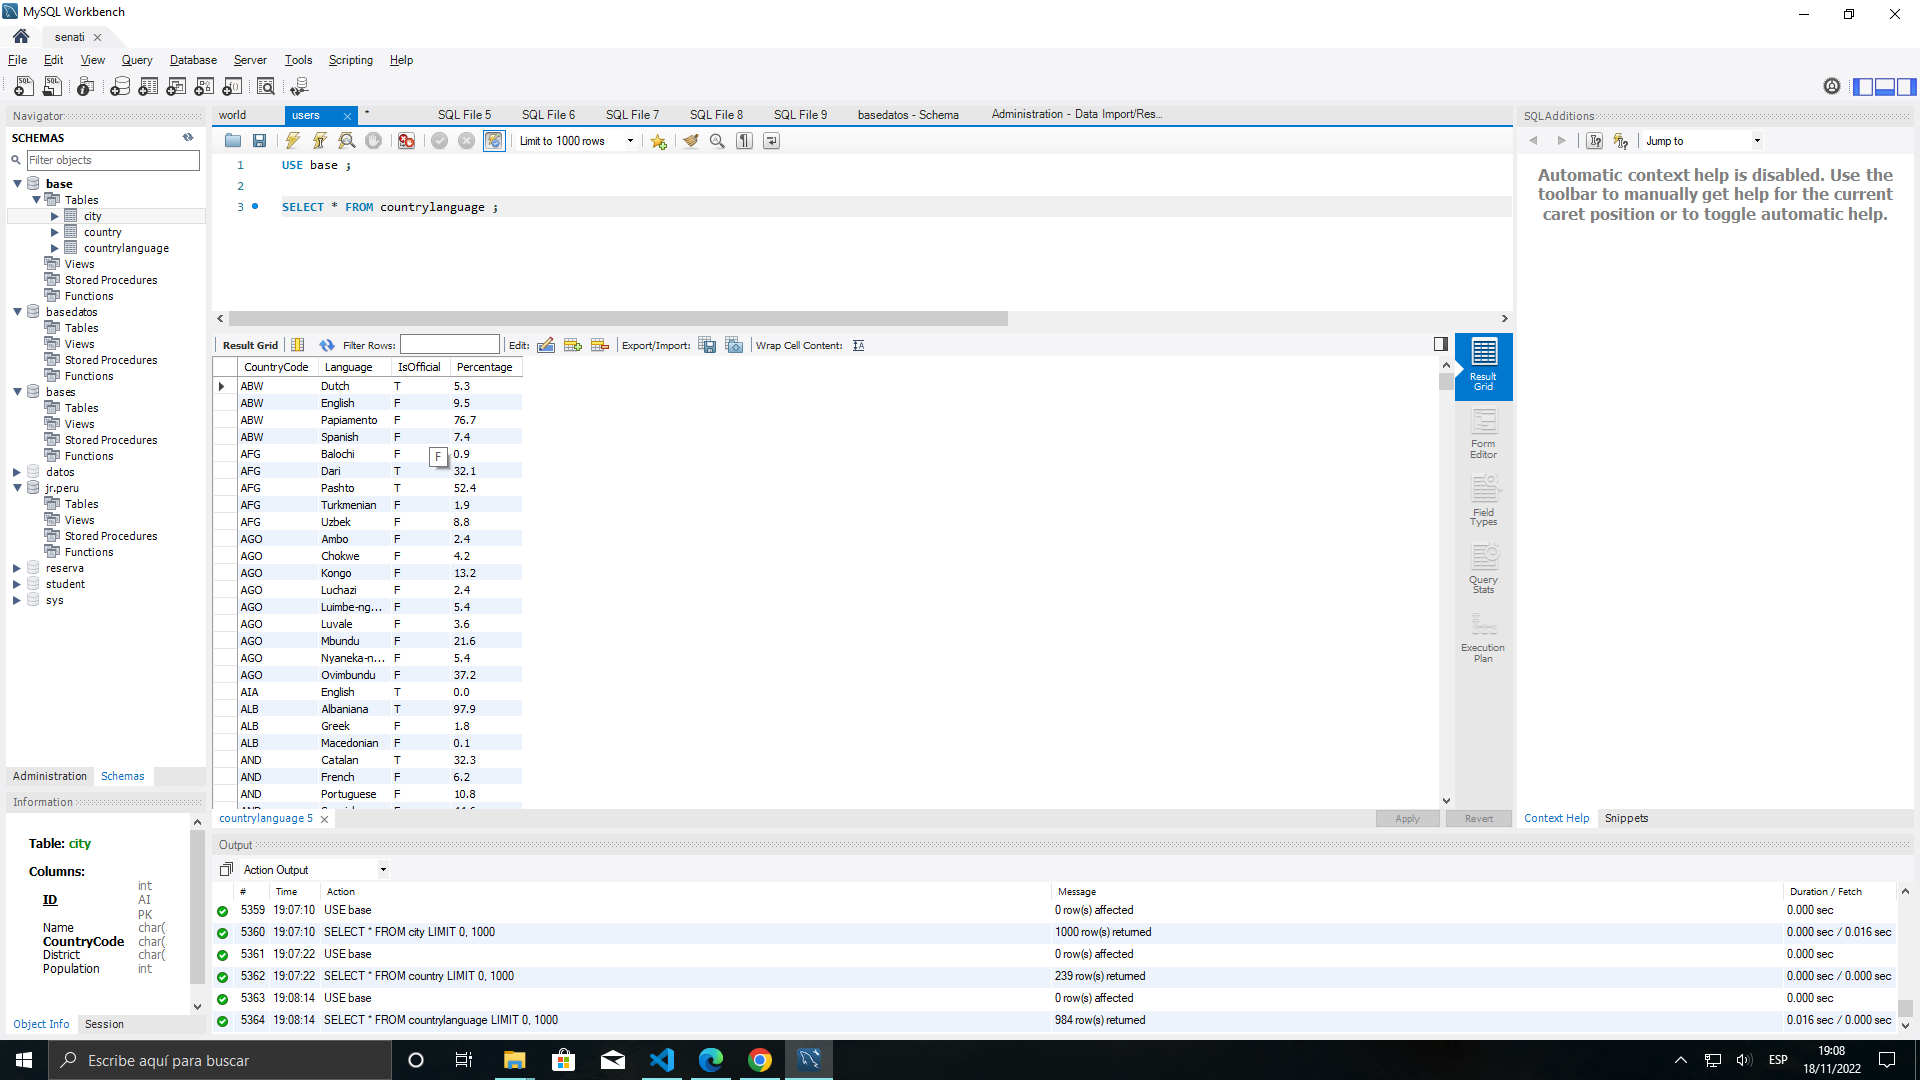 MySQL Workbench
senati
File Edit View Query Database Server Tools Scripting Help
Navigator
SCHEMAS
Filter objects
base
Tables
city
country
countrylanguage
Views
Stored Procedures
Functions
basedatos
Tables
Views
Stored Procedures
Functions
bases
Tables
Views
Stored Procedures
Functions
datos
jr.peru
Tables
Views
Stored Procedures
Functions
reserva
student
sys
Administration Schemas
Information
Table: city
Columns:
ID int AI PK
Name char(
CountryCode char(
District char(
Population int
Object Info Session
world users * SQL File 5 SQL File 6 SQL File 7 SQL File 8 SQL File 9 basedatos - Schema Administration - Data Import/Res...
Limit to 1000 rows
1 USE base ;
2
3 SELECT * FROM countrylanguage ;
Result Grid Filter Rows: Edit: Export/Import: Wrap Cell Content:
CountryCode Language IsOfficial Percentage
ABW Dutch T 5.3
ABW English F 9.5
ABW Papiamento F 76.7
ABW Spanish F 7.4
AFG Balochi F 0.9
F
AFG Dari T 32.1
AFG Pashto T 52.4
AFG Turkmenian F 1.9
AFG Uzbek F 8.8
AGO Ambo F 2.4
AGO Chokwe F 4.2
AGO Kongo F 13.2
AGO Luchazi F 2.4
AGO Luimbe-ng... F 5.4
AGO Luvale F 3.6
AGO Mbundu F 21.6
AGO Nyaneka-n... F 5.4
AGO Ovimbundu F 37.2
AIA English T 0.0
ALB Albaniana T 97.9
ALB Greek F 1.8
ALB Macedonian F 0.1
AND Catalan T 32.3
AND French F 6.2
AND Portuguese F 10.8
Result Grid
Form Editor
Field Types
Query Stats
Execution Plan
countrylanguage 5 Apply Revert
SQLAdditions
Jump to
Automatic context help is disabled. Use the
toolbar to manually get help for the current
caret position or to toggle automatic help.
Context Help Snippets
Output
Action Output
# Time Action Message Duration / Fetch
5359 19:07:10 USE base 0 row(s) affected 0.000 sec
5360 19:07:10 SELECT * FROM city LIMIT 0, 1000 1000 row(s) returned 0.000 sec / 0.016 sec
5361 19:07:22 USE base 0 row(s) affected 0.000 sec
5362 19:07:22 SELECT * FROM country LIMIT 0, 1000 239 row(s) returned 0.000 sec / 0.000 sec
5363 19:08:14 USE base 0 row(s) affected 0.000 sec
5364 19:08:14 SELECT * FROM countrylanguage LIMIT 0, 1000 984 row(s) returned 0.016 sec / 0.000 sec
Escribe aquí para buscar
ESP
19:08
18/11/2022